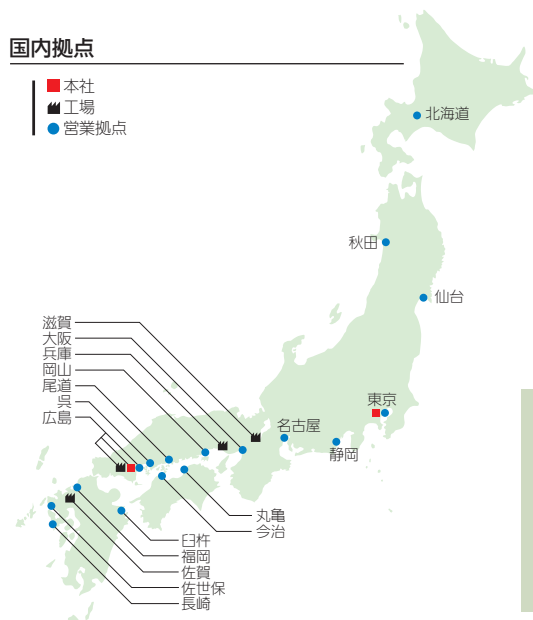 国内拠点
本社
工場
営業拠点
北海道
秋田
仙台
滋賀
大阪
兵庫
岡山
尾道
呉
広島
東京
名古屋
静岡
丸亀
今治
臼杵
福岡
佐賀
佐世保
長崎